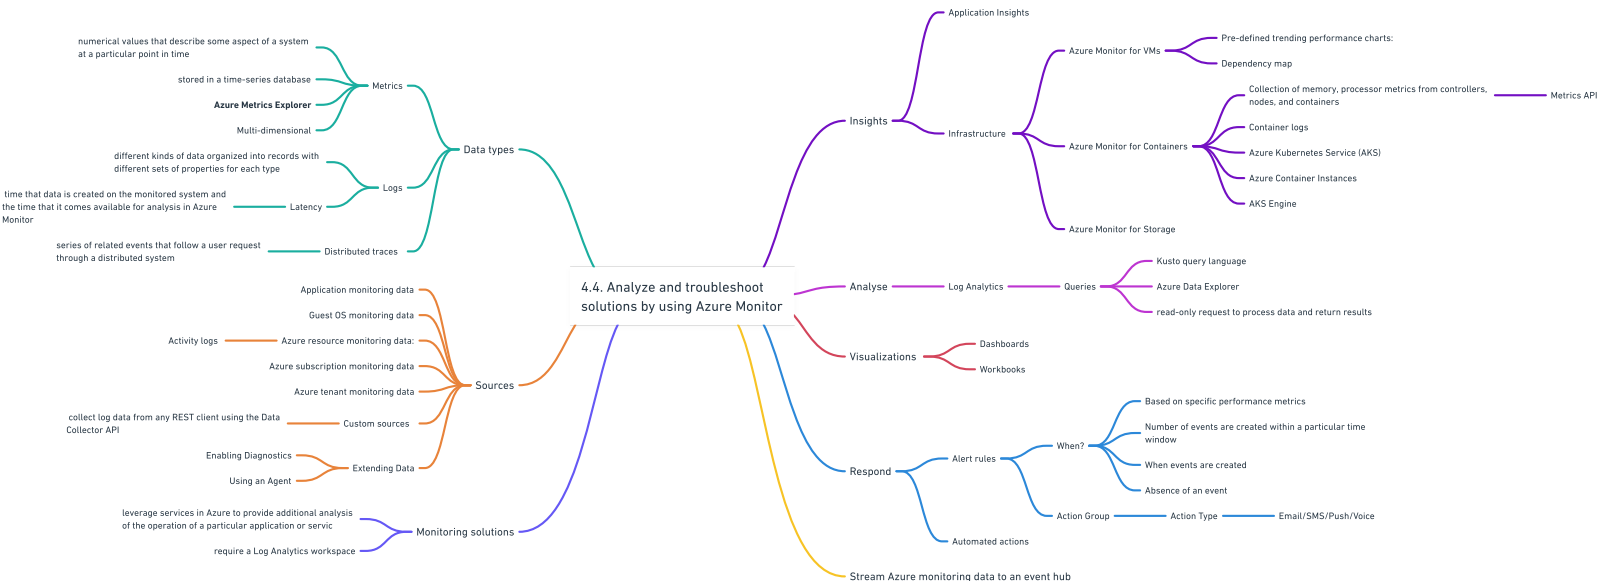 4.4. Analyze and troubleshoot
solutions by using Azure Monitor
Data types
Metrics
numerical values that describe some aspect of a system
at a particular point in time
stored in a time-series database
Azure Metrics Explorer
Multi-dimensional
Logs
different kinds of data organized into records with
different sets of properties for each type
Latency
time that data is created on the monitored system and
the time that it comes available for analysis in Azure
Monitor
Distributed traces
series of related events that follow a user request
through a distributed system
Sources
Application monitoring data
Guest OS monitoring data
Azure resource monitoring data:
Activity logs
Azure subscription monitoring data
Azure tenant monitoring data
Custom sources
collect log data from any REST client using the Data
Collector API
Extending Data
Enabling Diagnostics
Using an Agent
Monitoring solutions
leverage services in Azure to provide additional analysis
of the operation of a particular application or servic
require a Log Analytics workspace
Insights
Application Insights
Infrastructure
Azure Monitor for VMs
Pre-defined trending performance charts:
Dependency map
Azure Monitor for Containers
Collection of memory, processor metrics from controllers,
nodes, and containers
Metrics API
Container logs
Azure Kubernetes Service (AKS)
Azure Container Instances
AKS Engine
Azure Monitor for Storage
Analyse
Log Analytics
Queries
Kusto query language
Azure Data Explorer
read-only request to process data and return results
Visualizations
Dashboards
Workbooks
Respond
Alert rules
When?
Based on specific performance metrics
Number of events are created within a particular time
window
When events are created
Absence of an event
Action Group
Action Type
Email/SMS/Push/Voice
Automated actions
Stream Azure monitoring data to an event hub